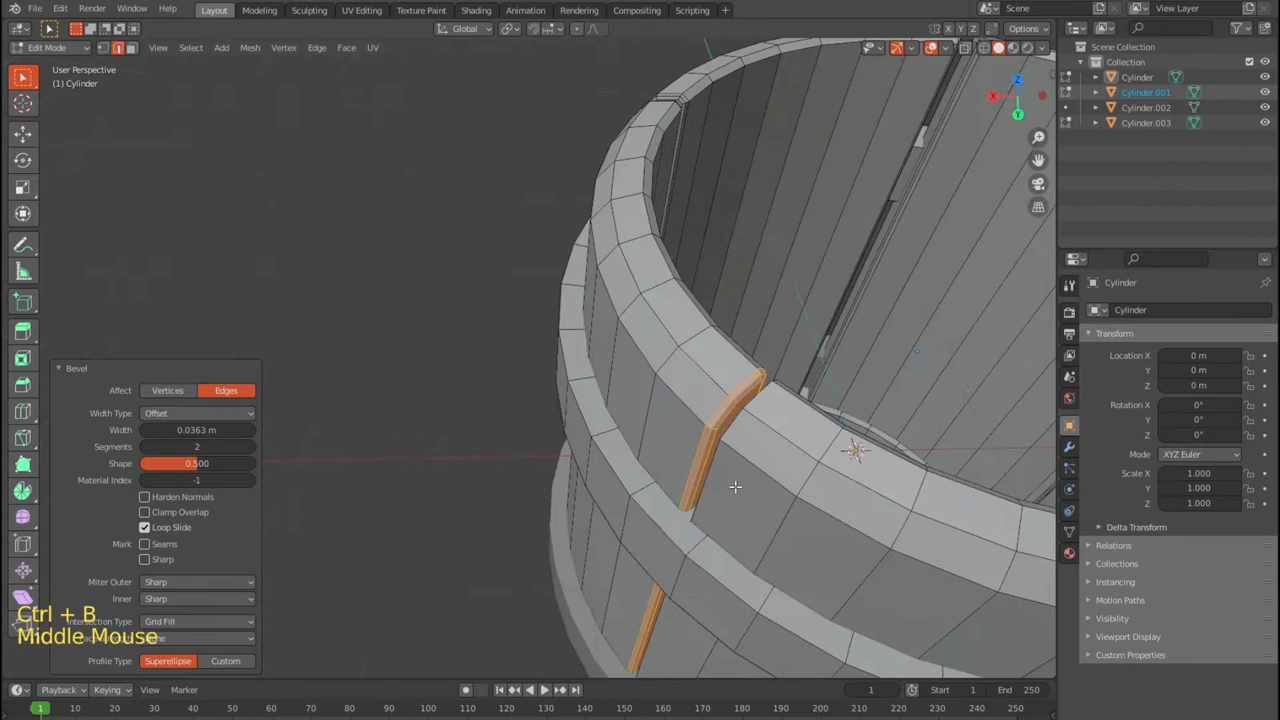 File Edit Render Window Help Layout Modeling Sculpting UV Editing Texture Paint Shading Animation Rendering Compositing Scripting + Scene View Layer
Global Options
Edit Mode View Select Add Mesh Vertex Edge Face UV X Y Z
User Perspective
(1) Cylinder
Scene Collection
Collection
Cylinder
Cylinder.001
Cylinder.002
Cylinder.003
Z
X
Y
Cylinder
Cylinder
Transform
Location X 0 m
Y 0 m
Z 0 m
Rotation X 0°
Y 0°
Z 0°
Mode XYZ Euler
Scale X 1.000
Y 1.000
Z 1.000
Delta Transform
Relations
Collections
Instancing
Motion Paths
Visibility
Viewport Display
Custom Properties
Bevel
Affect Vertices Edges
Width Type Offset
Width 0.0363 m
Segments 2
Shape 0.500
Material Index -1
Harden Normals
Clamp Overlap
Loop Slide
Mark Seams
Sharp
Miter Outer Sharp
Inner Sharp
Intersection Type Grid Fill
Profile Type Superellipse Custom
Ctrl + B
Middle Mouse
Playback Keying View Marker 1 Start 1 End 250
1 10 20 30 40 50 60 70 80 90 100 110 120 130 140 150 160 170 180 190 200 210 220 230 240 250